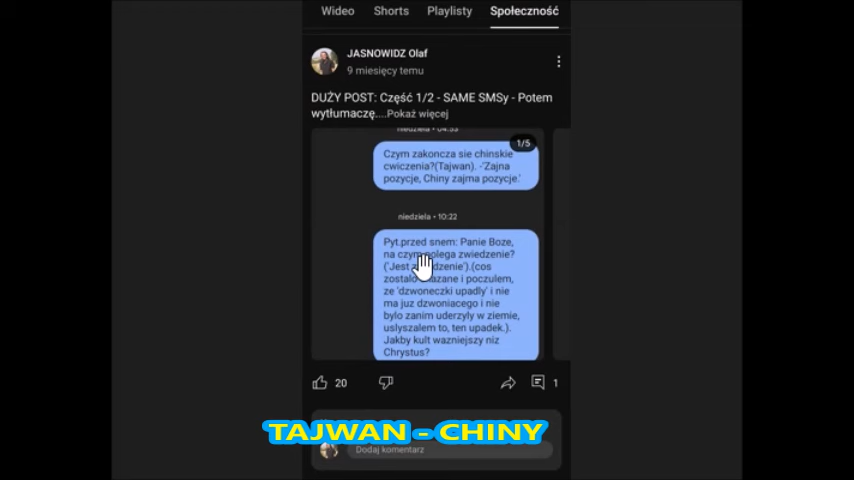 Wideo Shorts Playlisty Społeczność
JASNOWIDZ Olaf
9 miesięcy temu
DUŻY POST: Część 1/2 - SAME SMSy - Potem
wytłumaczę....Pokaż więcej
niedziela • 04:53
1/5
Czym zakoncza sie chinskie
cwiczenia?(Tajwan). -'Zajna
pozycje, Chiny zajma pozycje.'
niedziela • 10:22
Pyt.przed snem: Panie Boze,
na czym polega zwiedzenie?
('Jest zwiedzenie').(cos
zostalo ukazane i poczulem,
ze 'dzwoneczki upadly' i nie
ma juz dzwoniacego i nie
bylo zanim uderzyly w ziemie,
uslyszalem to, ten upadek.).
Jakby kult wazniejszy niz
Chrystus?
20
1
TAJWAN - CHINY
Dodaj komentarz